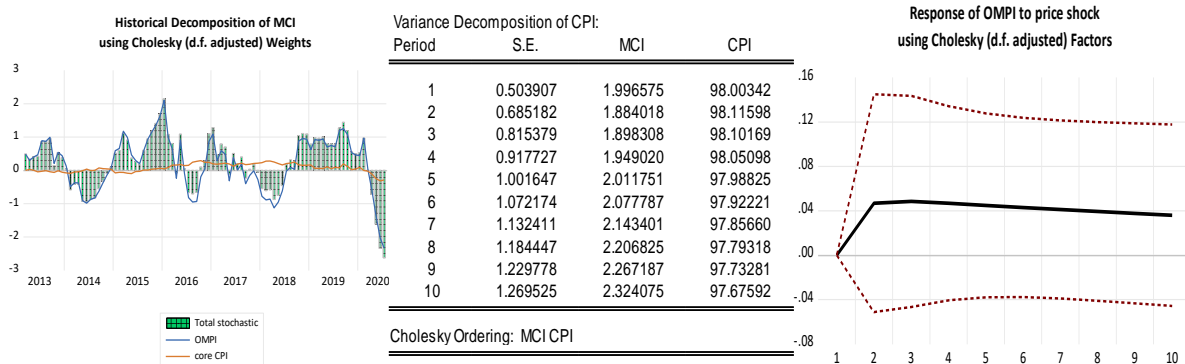 Historical Decomposition of MCI
using Cholesky (d.f. adjusted) Weights
3
2
1
0
-1
-2
-3
2013 2014 2015 2016 2017 2018 2019 2020
Total stochastic
OMPI
core CPI
Variance Decomposition of CPI:
Period S.E. MCI CPI
1 0.503907 1.996575 98.00342
2 0.685182 1.884018 98.11598
3 0.815379 1.898308 98.10169
4 0.917727 1.949020 98.05098
5 1.001647 2.011751 97.98825
6 1.072174 2.077787 97.92221
7 1.132411 2.143401 97.85660
8 1.184447 2.206825 97.79318
9 1.229778 2.267187 97.73281
10 1.269525 2.324075 97.67592
Cholesky Ordering: MCI CPI
Response of OMPI to price shock
using Cholesky (d.f. adjusted) Factors
.16
.12
.08
.04
.00
-.04
-.08
1 2 3 4 5 6 7 8 9 10